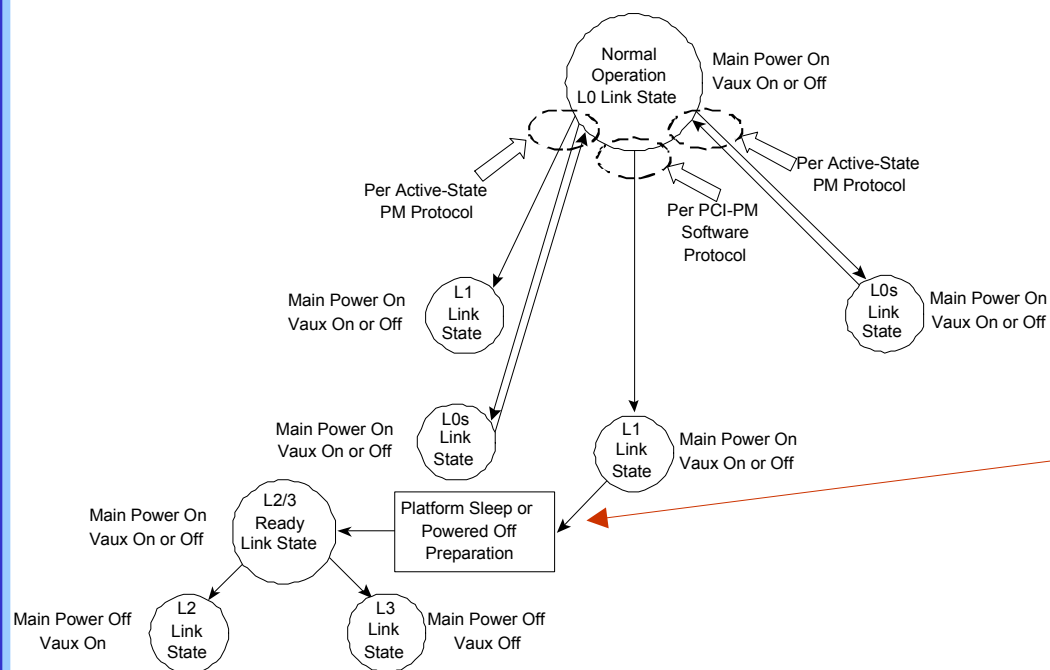 Normal
Operation
L0 Link State
Main Power On
Vaux On or Off
Per Active-State
PM Protocol
Per PCI-PM
Software
Protocol
Per Active-State
PM Protocol
Main Power On
Vaux On or Off
L1
Link
State
L0s
Link
State
Main Power On
Vaux On or Off
Main Power On
Vaux On or Off
L0s
Link
State
L1
Link
State
Main Power On
Vaux On or Off
Main Power On
Vaux On or Off
L2/3
Ready
Link State
Platform Sleep or
Powered Off
Preparation
Main Power Off
Vaux On
L2
Link
State
L3
Link
State
Main Power Off
Vaux Off